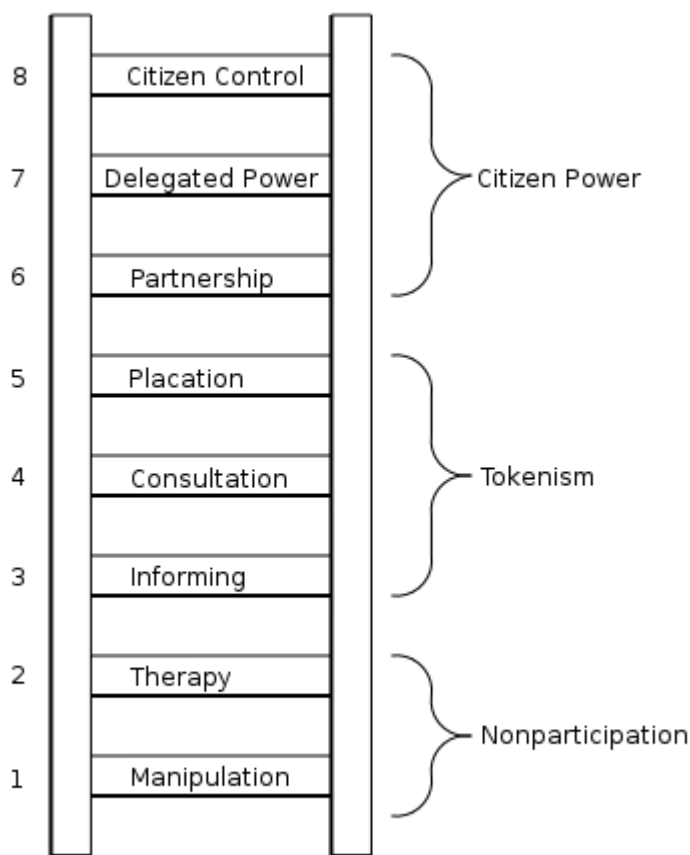 8 Citizen Control
7 Delegated Power
Citizen Power
6 Partnership
5 Placation
4 Consultation
Tokenism
3 Informing
2 Therapy
Nonparticipation
1 Manipulation